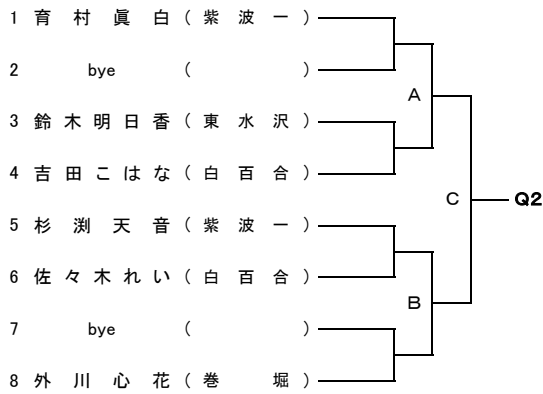 1 育村眞白（紫波一）
2 bye （ ）
A
3 鈴木明日香（東水沢）
4 吉田こはな（白百合）
C Q2
5 杉渕天音（紫波一）
6 佐々木れい（白百合）
B
7 bye （ ）
8 外川心花（巻堀）